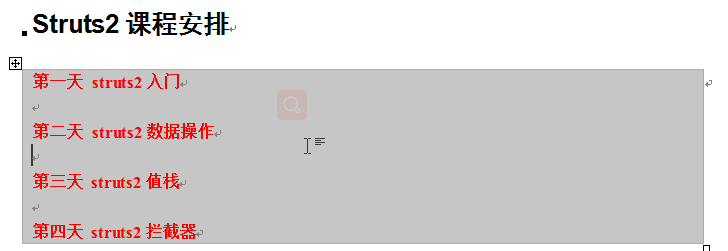 Struts2 课程安排
第一天 struts2 入门
第二天 struts2 数据操作
第三天 struts2 值栈
第四天 struts2 拦截器